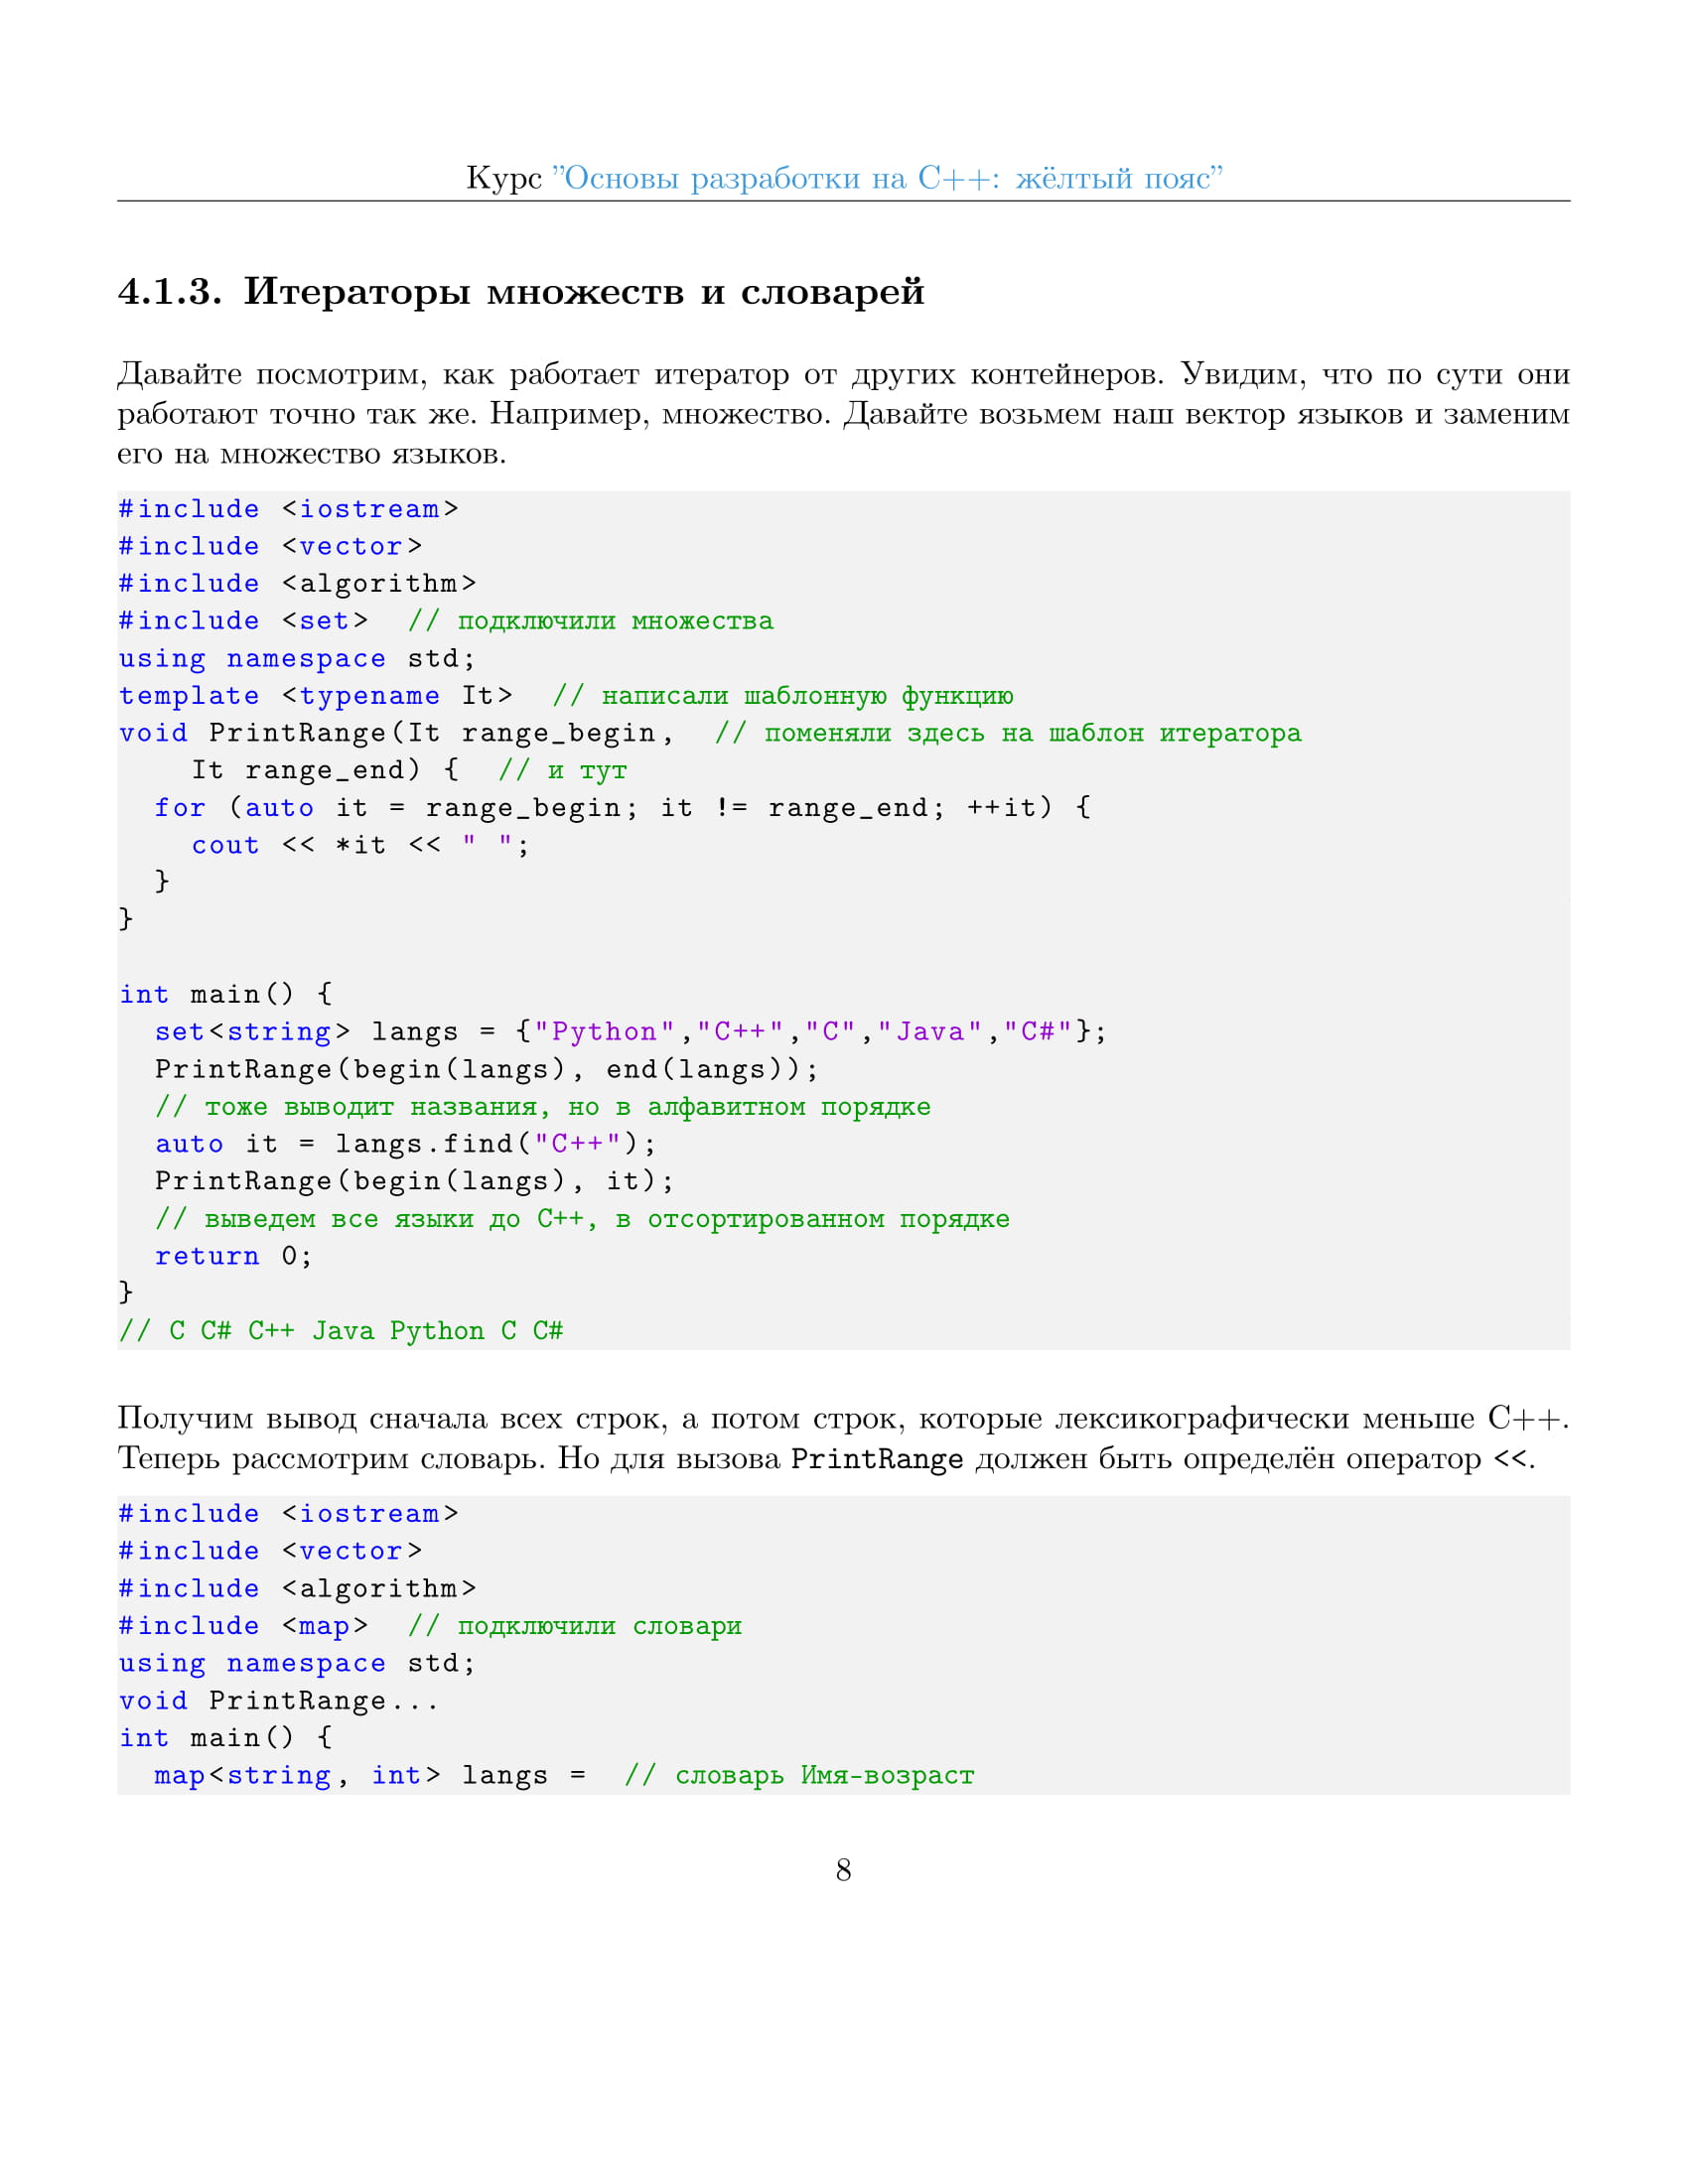 Курс ”Основы разработки на C++: жёлтый пояс”
4.1.3. Итераторы множеств и словарей
Давайте посмотрим, как работает итератор от других контейнеров. Увидим, что по сути они
работают точно так же. Например, множество. Давайте возьмем наш вектор языков и заменим
его на множество языков.
#include <iostream>
#include <vector>
#include <algorithm>
#include <set>  // подключили множества
using namespace std;
template <typename It>  // написали шаблонную функцию
void PrintRange(It range_begin,  // поменяли здесь на шаблон итератора
    It range_end) {  // и тут
  for (auto it = range_begin; it != range_end; ++it) {
    cout << *it << " ";
  }
}
int main() {
  set<string> langs = {"Python","C++","C","Java","C#"};
  PrintRange(begin(langs), end(langs));
  // тоже выводит названия, но в алфавитном порядке
  auto it = langs.find("C++");
  PrintRange(begin(langs), it);
  // выведем все языки до C++, в отсортированном порядке
  return 0;
}
// C C# C++ Java Python C C#
Получим вывод сначала всех строк, а потом строк, которые лексикографически меньше C++.
Теперь рассмотрим словарь. Но для вызова PrintRange должен быть определён оператор <<.
#include <iostream>
#include <vector>
#include <algorithm>
#include <map>  // подключили словари
using namespace std;
void PrintRange...
int main() {
  map<string, int> langs =  // словарь Имя-возраст
8